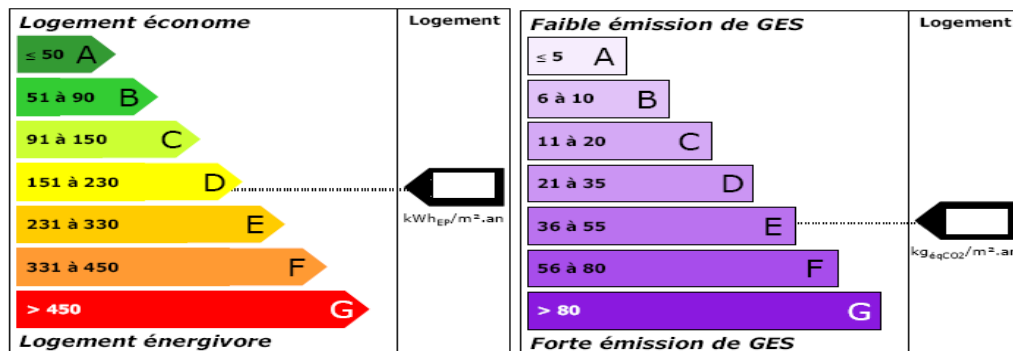 Logement économe
Logement
≤ 50 A
51 à 90 B
91 à 150 C
151 à 230 D
kWhEP/m².an
231 à 330 E
331 à 450 F
> 450 G
Logement énergivore
Faible émission de GES
Logement
≤ 5 A
6 à 10 B
11 à 20 C
21 à 35 D
36 à 55 E
kgéqCO2/m².an
56 à 80 F
> 80 G
Forte émission de GES